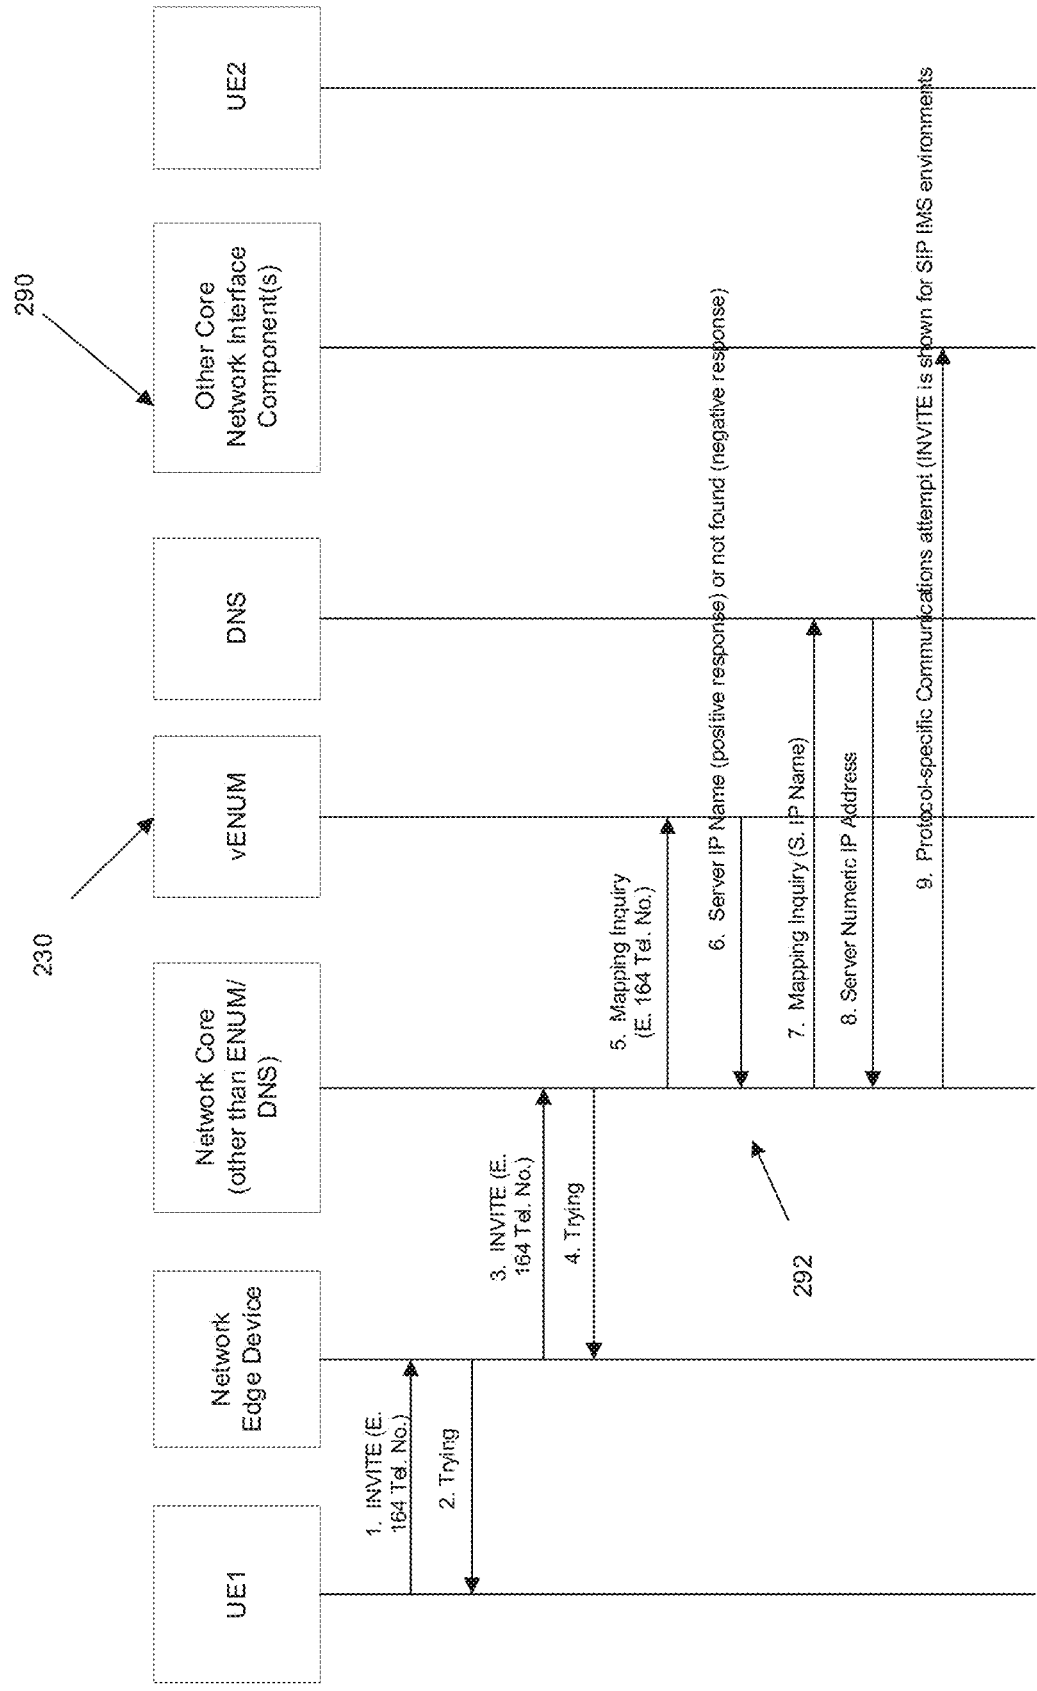 UE1
Network
Edge Device
Network Core
(other than ENUM/
DNS)
vENUM
DNS
Other Core
Network Interface
Component(s)
UE2
230
290
1. INVITE (E.
164 Tel. No.)
2. Trying
3. INVITE (E.
164 Tel. No.)
4. Trying
5. Mapping Inquiry
(E. 164 Tel. No.)
6. Server IP Name (positive response) or not found (negative response)
7. Mapping Inquiry (S. IP Name)
8. Server Numeric IP Address
9. Protocol-specific Communications attempt (INVITE is shown for SIP IMS environments
292